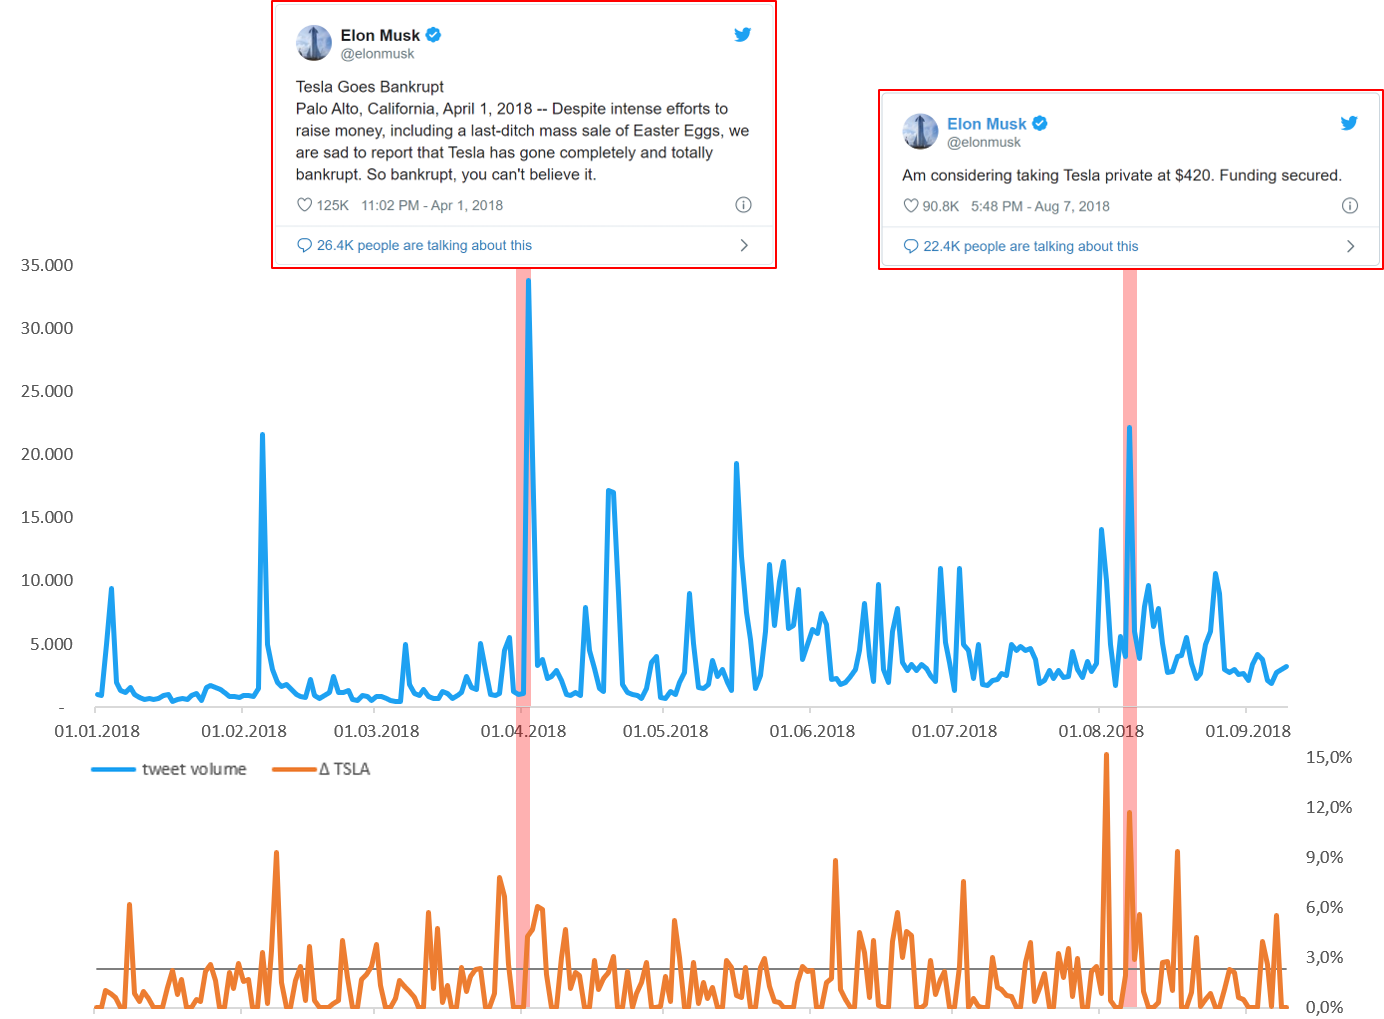 Elon Musk
@elonmusk
Tesla Goes Bankrupt
Palo Alto, California, April 1, 2018 -- Despite intense efforts to
raise money, including a last-ditch mass sale of Easter Eggs, we
are sad to report that Tesla has gone completely and totally
bankrupt. So bankrupt, you can't believe it.
125K 11:02 PM - Apr 1, 2018
26.4K people are talking about this
Elon Musk
@elonmusk
Am considering taking Tesla private at $420. Funding secured.
90.8K 5:48 PM - Aug 7, 2018
22.4K people are talking about this
35.000
30.000
25.000
20.000
15.000
10.000
5.000
-
01.01.2018 01.02.2018 01.03.2018 01.04.2018 01.05.2018 01.06.2018 01.07.2018 01.08.2018 01.09.2018
tweet volume Δ TSLA
15,0%
12,0%
9,0%
6,0%
3,0%
0,0%